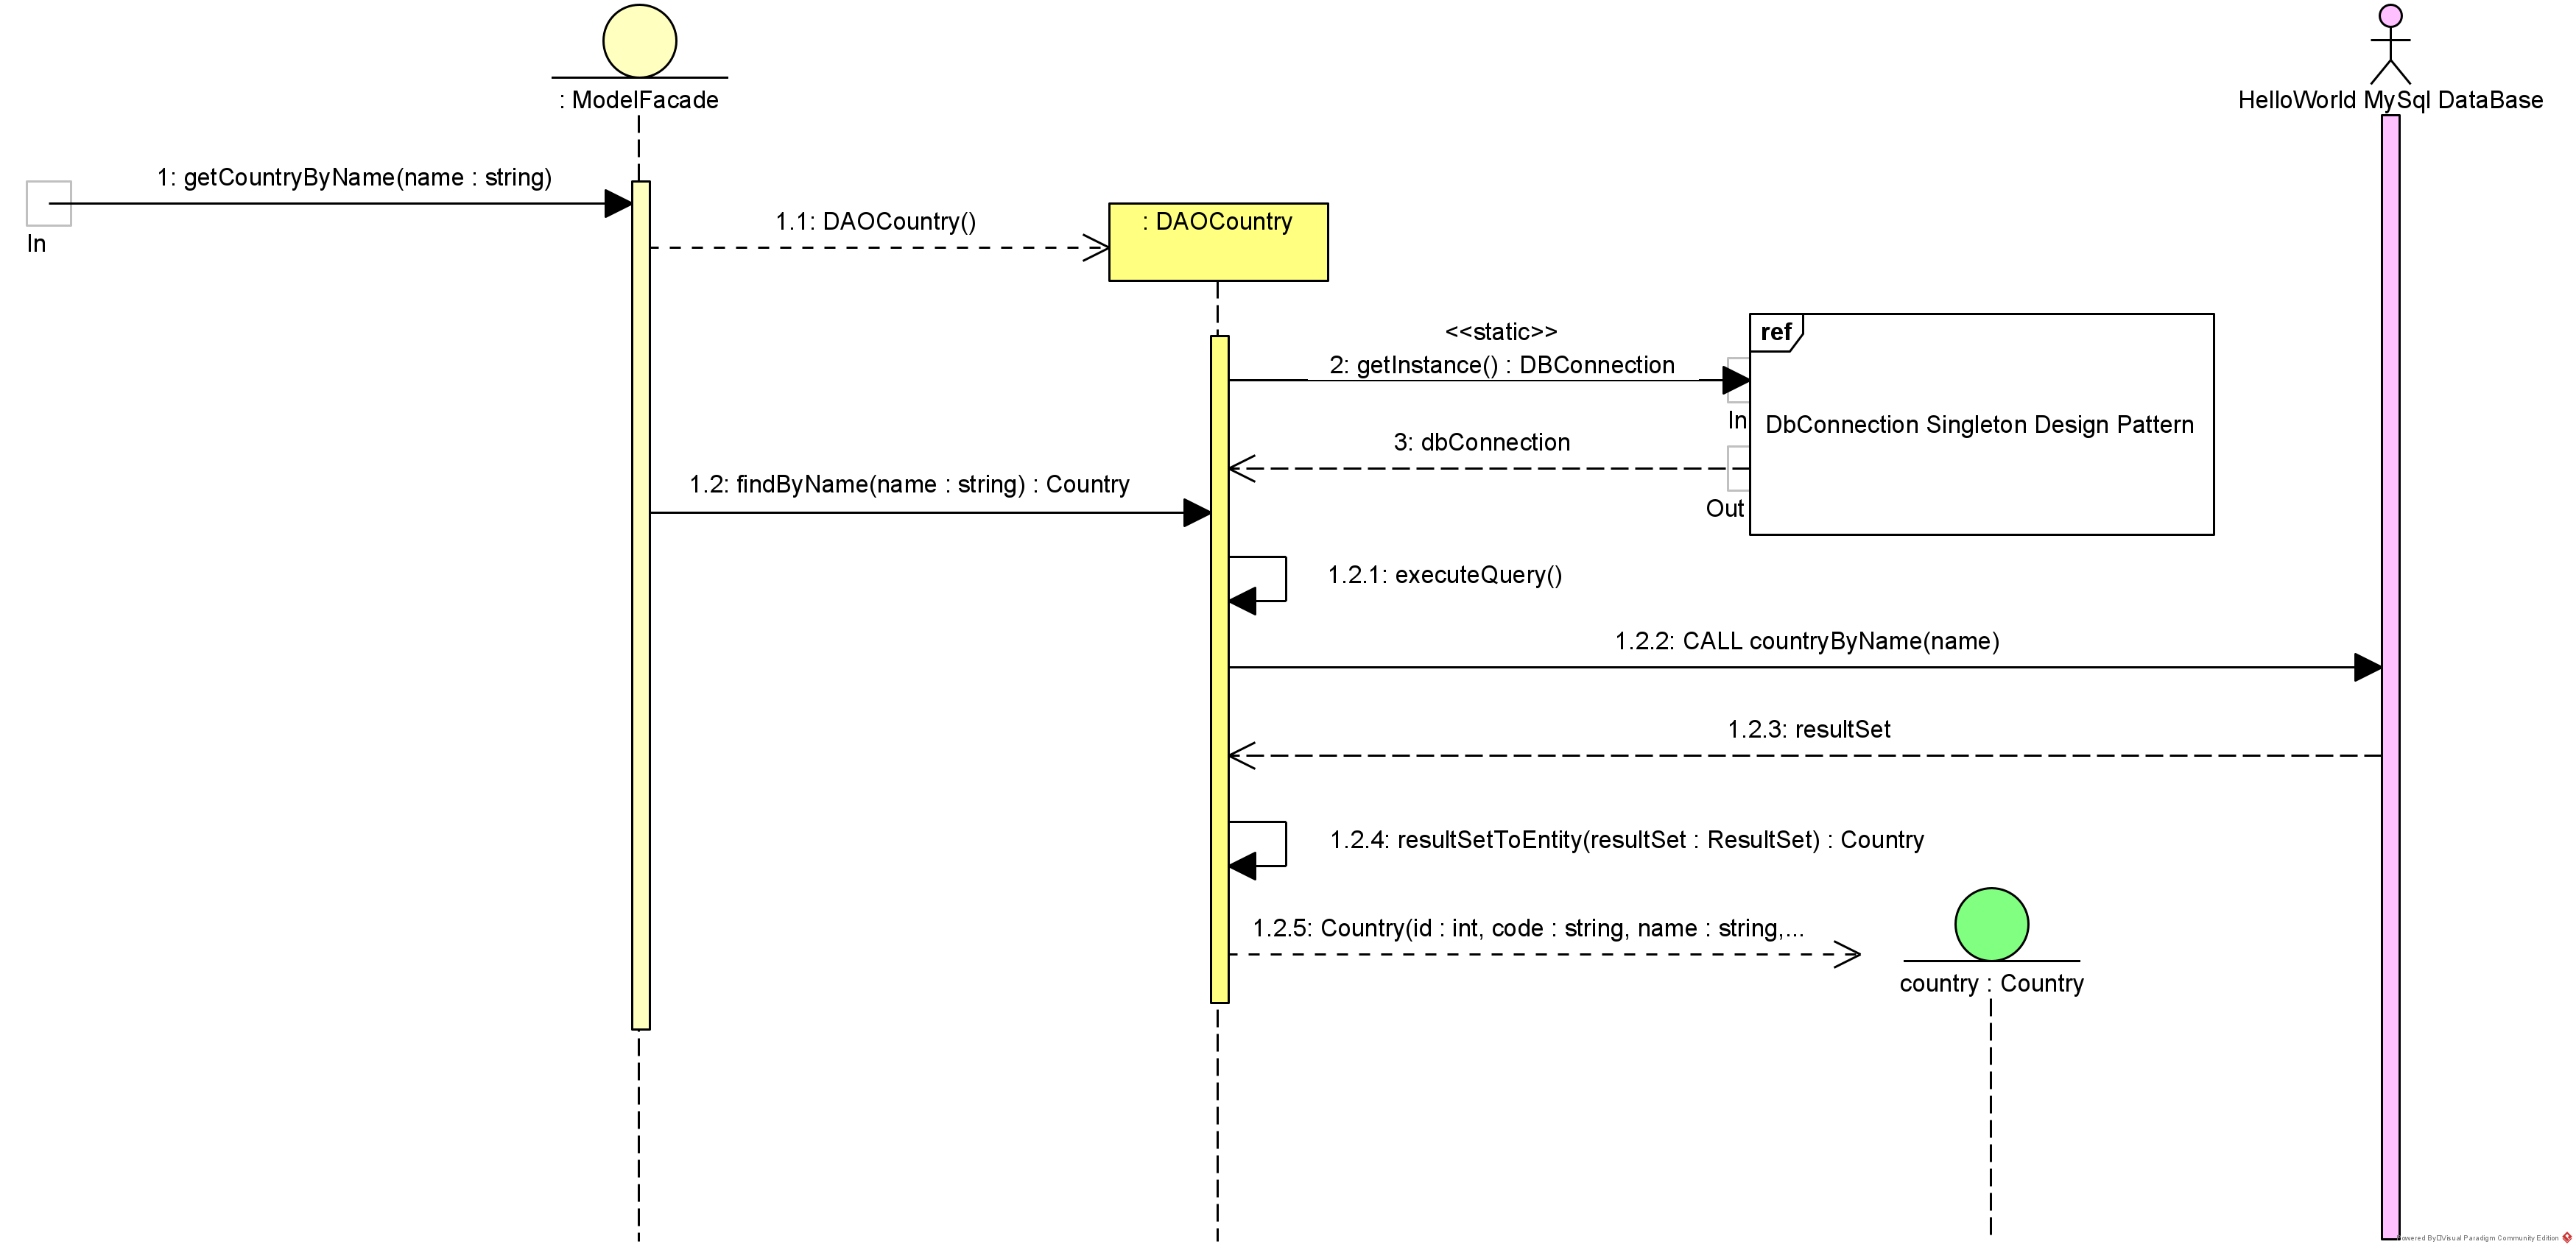 : ModelFacade
HelloWorld MySql DataBase
1: getCountryByName(name : string)
In
1.1: DAOCountry()
: DAOCountry
<<static>>
2: getInstance() : DBConnection
ref
In
DbConnection Singleton Design Pattern
3: dbConnection
Out
1.2: findByName(name : string) : Country
1.2.1: executeQuery()
1.2.2: CALL countryByName(name)
1.2.3: resultSet
1.2.4: resultSetToEntity(resultSet : ResultSet) : Country
1.2.5: Country(id : int, code : string, name : string,...
country : Country
Powered By Visual Paradigm Community Edition